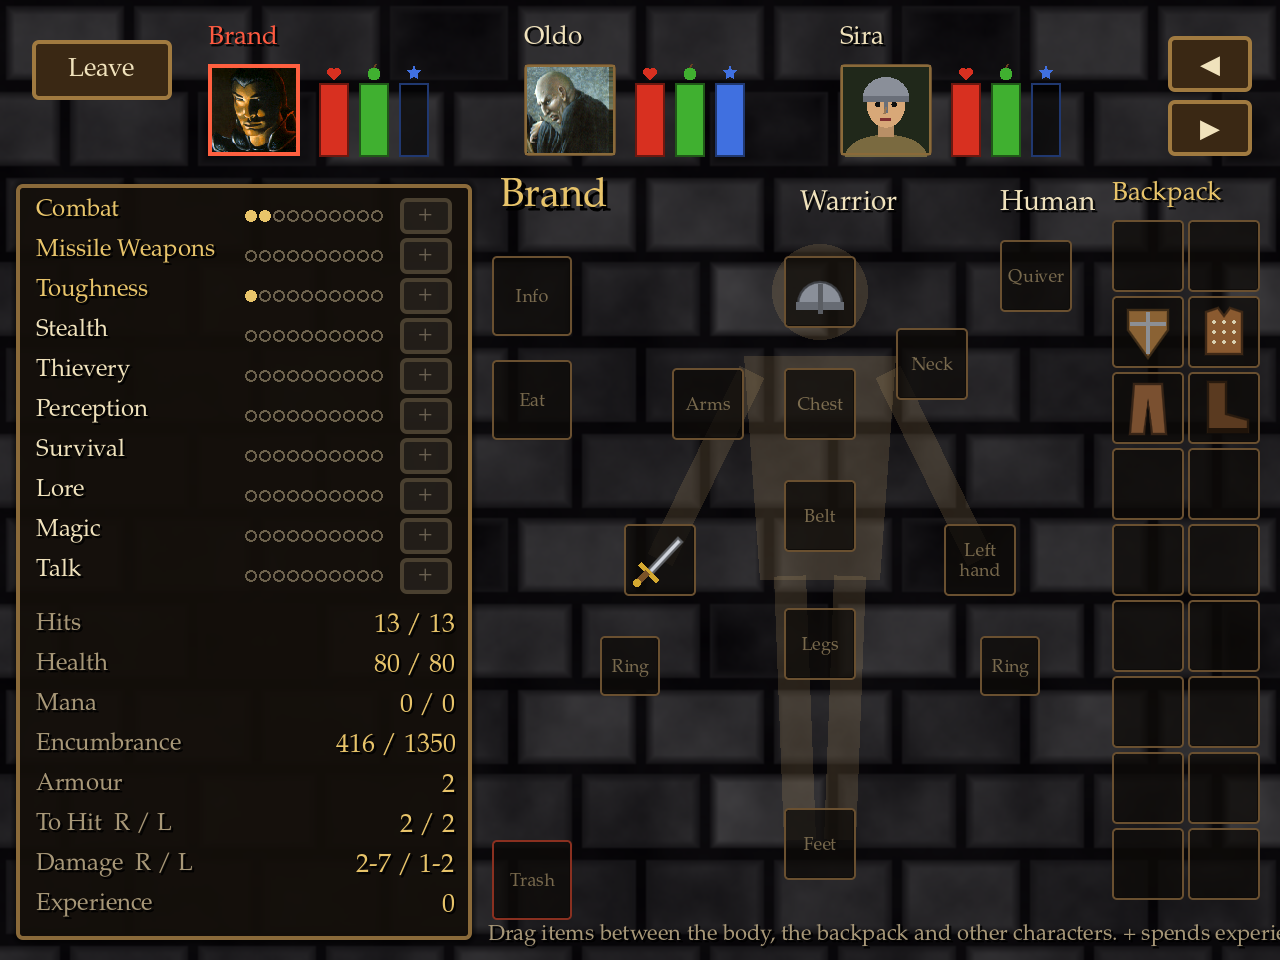 Leave
Brand
Oldo
Sira
◀
▶
Combat +
Missile Weapons +
Toughness +
Stealth +
Thievery +
Perception +
Survival +
Lore +
Magic +
Talk +
Hits 13 / 13
Health 80 / 80
Mana 0 / 0
Encumbrance 416 / 1350
Armour 2
To Hit R / L 2 / 2
Damage R / L 2-7 / 1-2
Experience 0
Brand
Warrior
Human
Backpack
Info
Eat
Quiver
Neck
Arms
Chest
Belt
Left
hand
Legs
Ring
Ring
Feet
Trash
Drag items between the body, the backpack and other characters. + spends experie